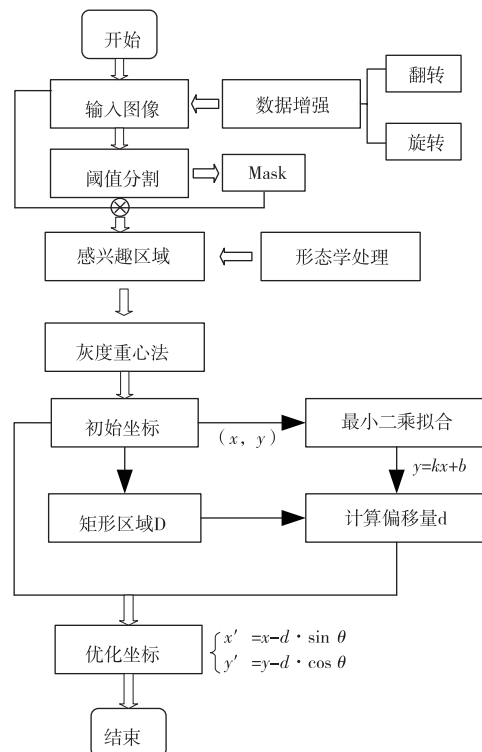 开始
翻转
输入图像
数据增强
旋转
阈值分割
Mask
感兴趣区域
形态学处理
灰度重心法
初始坐标
(x, y)
最小二乘拟合
y=kx+b
矩形区域D
计算偏移量d
优化坐标
x′ =x-d·sin θ
y′ =y-d·cos θ
结束